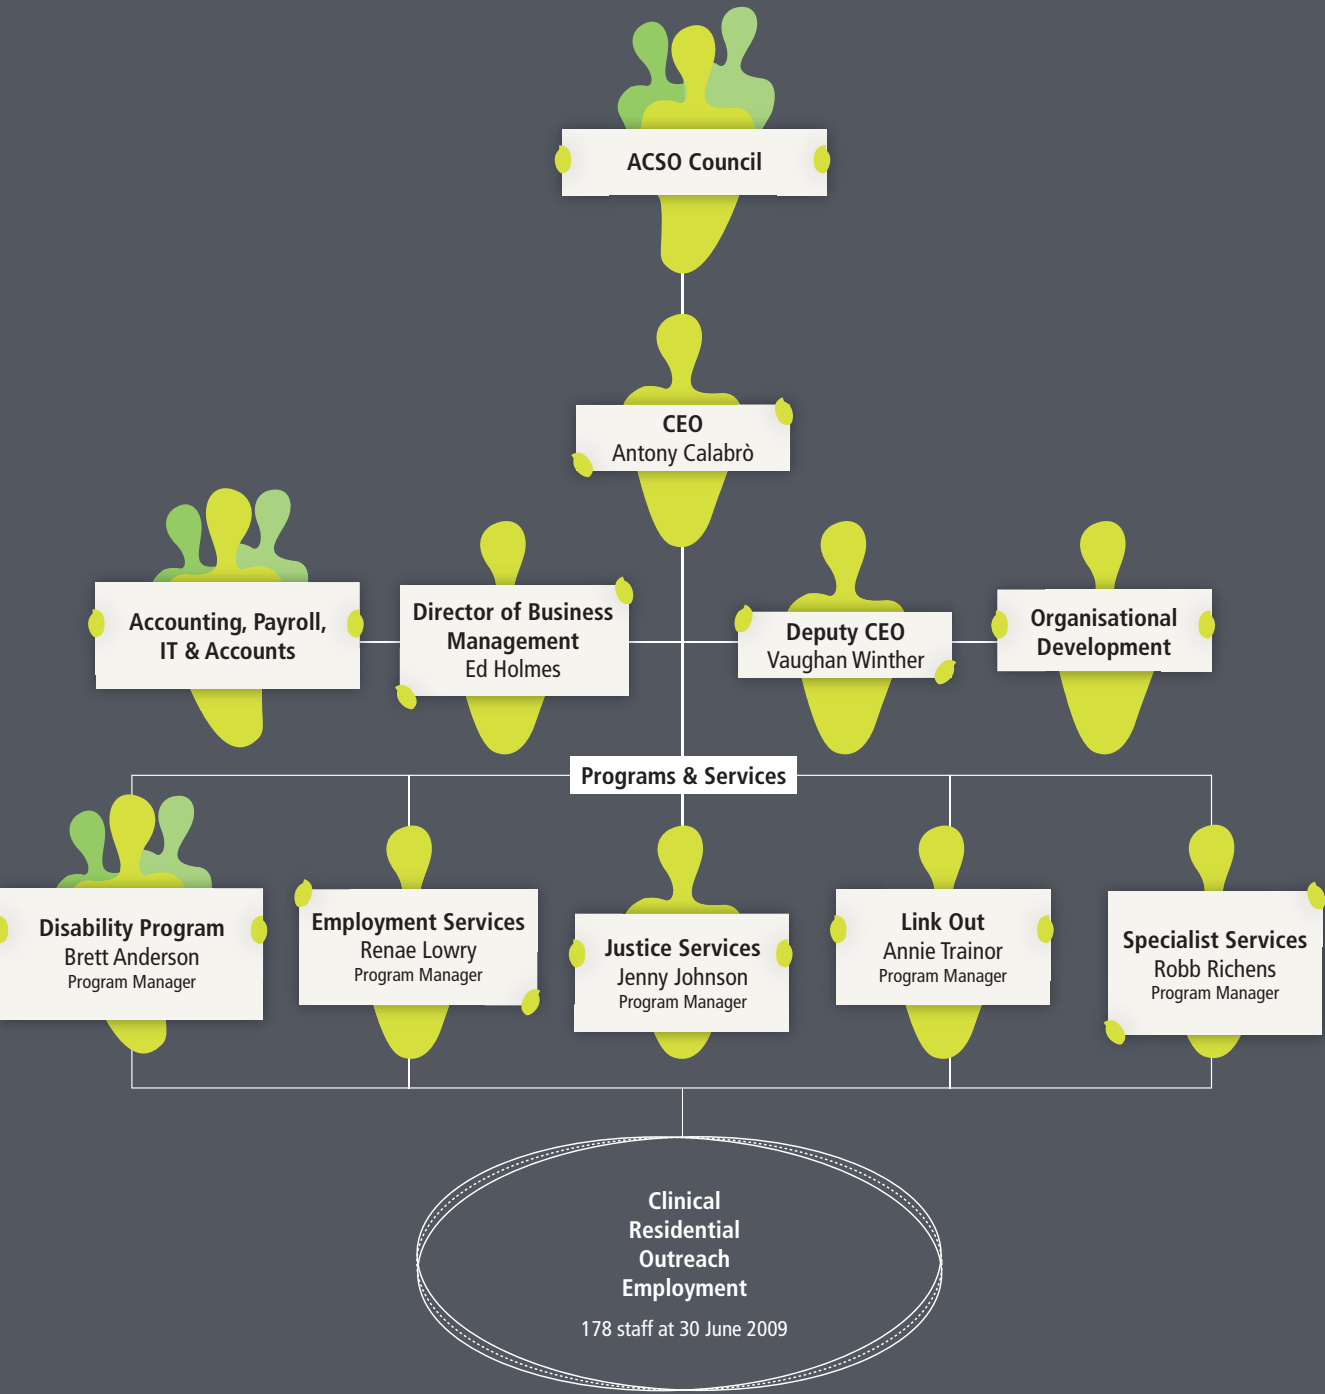 ACSO Council
CEO
Antony Calabrò
Accounting, Payroll,
IT & Accounts
Director of Business
Management
Ed Holmes
Deputy CEO
Vaughan Winther
Organisational
Development
Programs & Services
Disability Program
Brett Anderson
Program Manager
Employment Services
Renae Lowry
Program Manager
Justice Services
Jenny Johnson
Program Manager
Link Out
Annie Trainor
Program Manager
Specialist Services
Robb Richens
Program Manager
Clinical
Residential
Outreach
Employment
178 staff at 30 June 2009